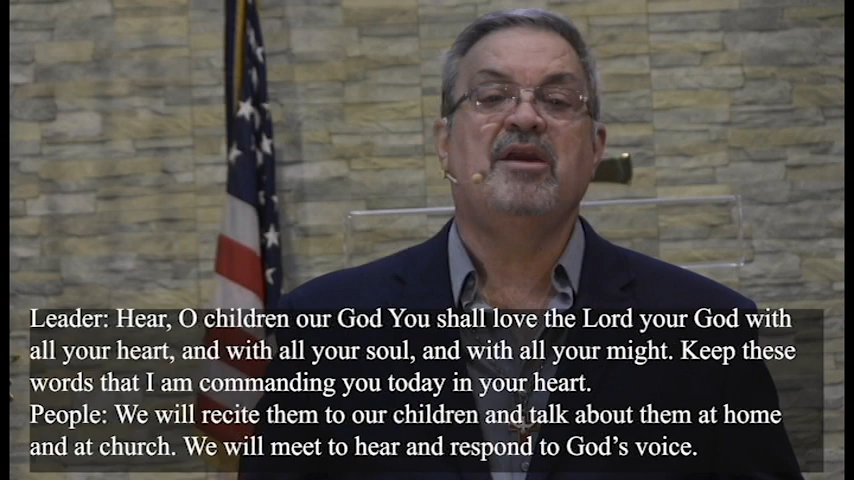 Leader: Hear, O children our God You shall love the Lord your God with
all your heart, and with all your soul, and with all your might. Keep these
words that I am commanding you today in your heart.
People: We will recite them to our children and talk about them at home
and at church. We will meet to hear and respond to God’s voice.